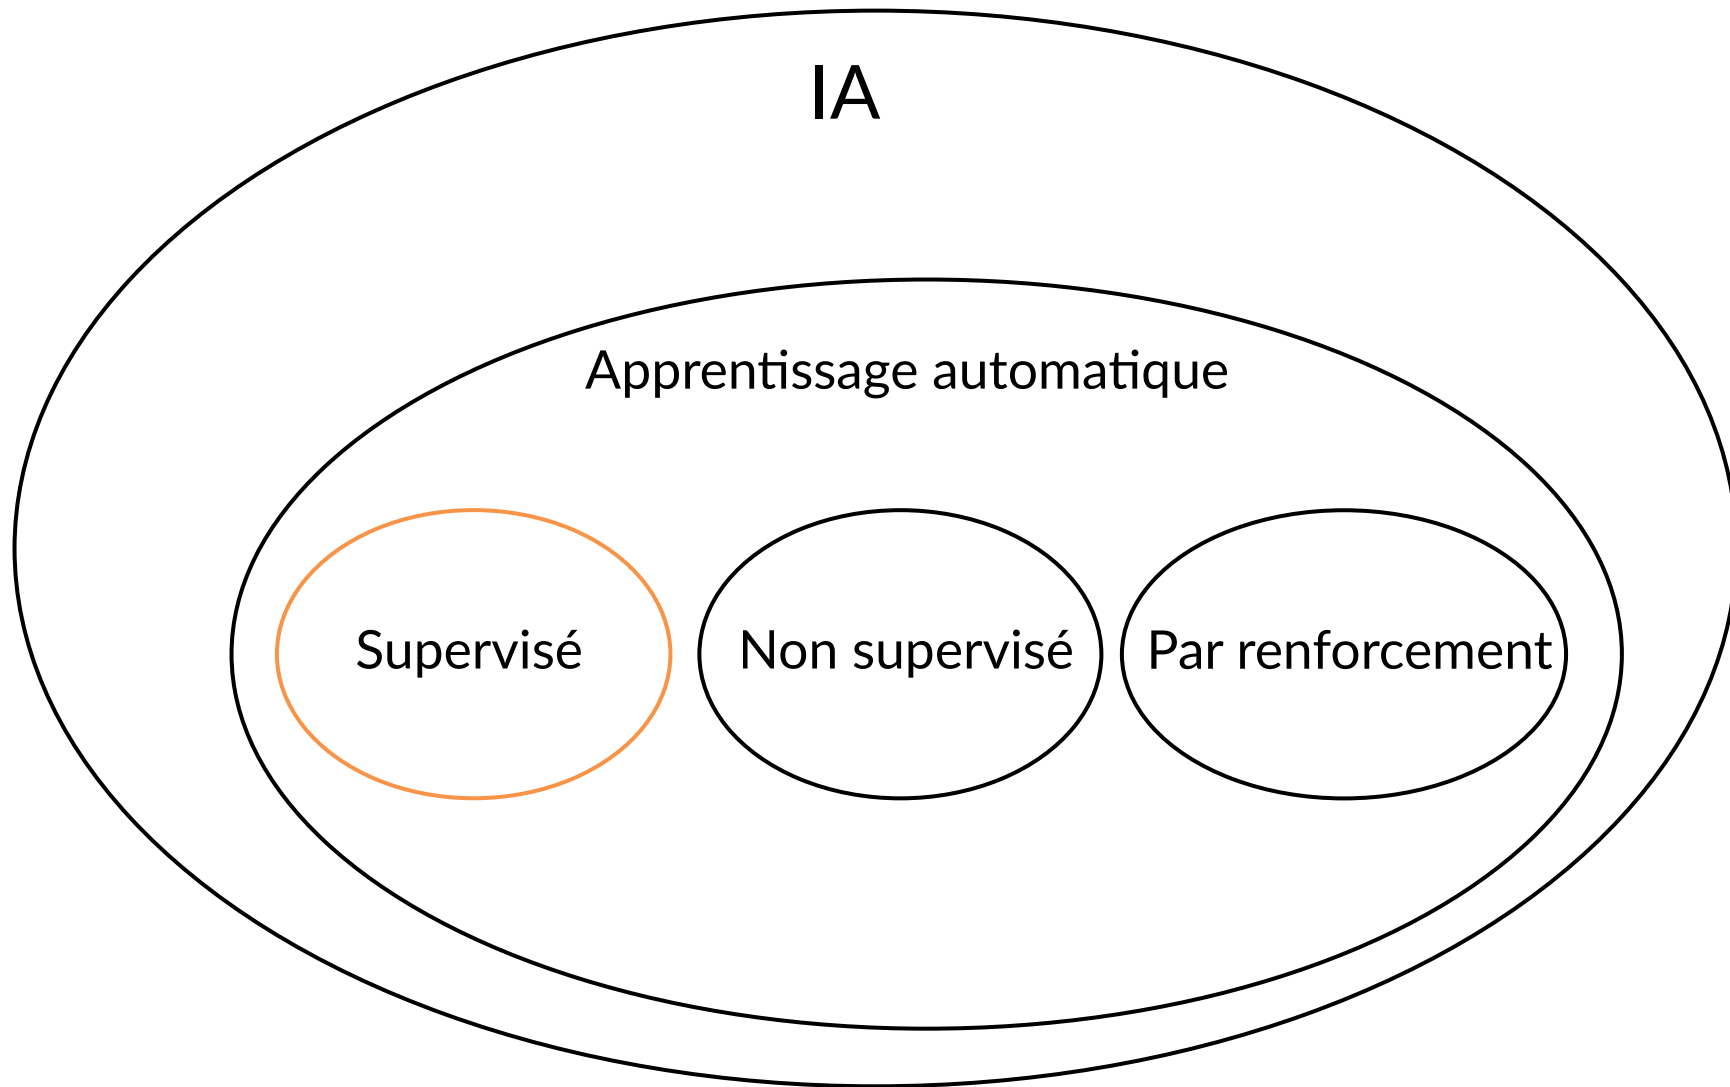 IA
Apprentissage automatique
Supervisé
Non supervisé
Par renforcement